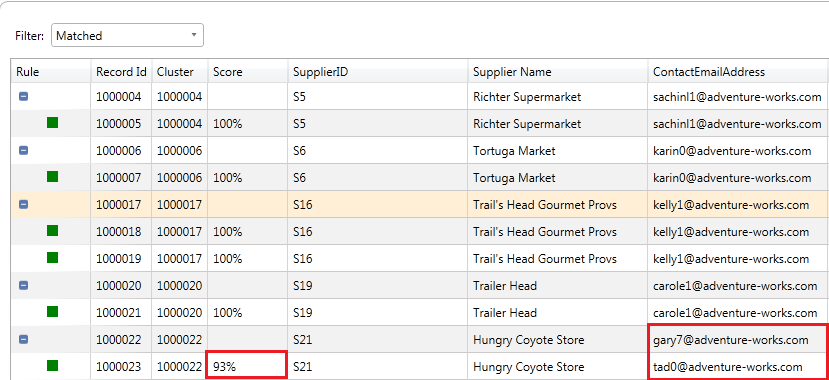 Filter: Matched
Rule Record Id Cluster Score SupplierID Supplier Name ContactEmailAddress
1000004 1000004 S5 Richter Supermarket sachinl1@adventure-works.com
1000005 1000004 100% S5 Richter Supermarket sachinl1@adventure-works.com
1000006 1000006 S6 Tortuga Market karin0@adventure-works.com
1000007 1000006 100% S6 Tortuga Market karin0@adventure-works.com
1000017 1000017 S16 Trail's Head Gourmet Provs kelly1@adventure-works.com
1000018 1000017 100% S16 Trail's Head Gourmet Provs kelly1@adventure-works.com
1000019 1000017 100% S16 Trail's Head Gourmet Provs kelly1@adventure-works.com
1000020 1000020 S19 Trailer Head carole1@adventure-works.com
1000021 1000020 100% S19 Trailer Head carole1@adventure-works.com
1000022 1000022 S21 Hungry Coyote Store gary7@adventure-works.com
1000023 1000022 93% S21 Hungry Coyote Store tad0@adventure-works.com